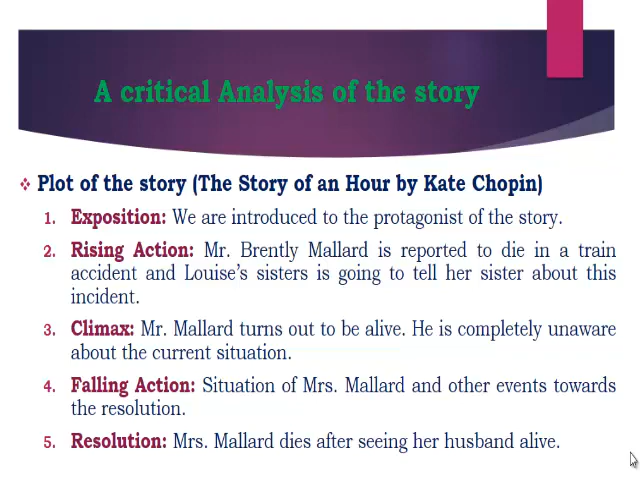 A critical Analysis of the story
❖ Plot of the story (The Story of an Hour by Kate Chopin)
1. Exposition: We are introduced to the protagonist of the story.
2. Rising Action: Mr. Brently Mallard is reported to die in a train
accident and Louise's sisters is going to tell her sister about this
incident.
3. Climax: Mr. Mallard turns out to be alive. He is completely unaware
about the current situation.
4. Falling Action: Situation of Mrs. Mallard and other events towards
the resolution.
5. Resolution: Mrs. Mallard dies after seeing her husband alive.